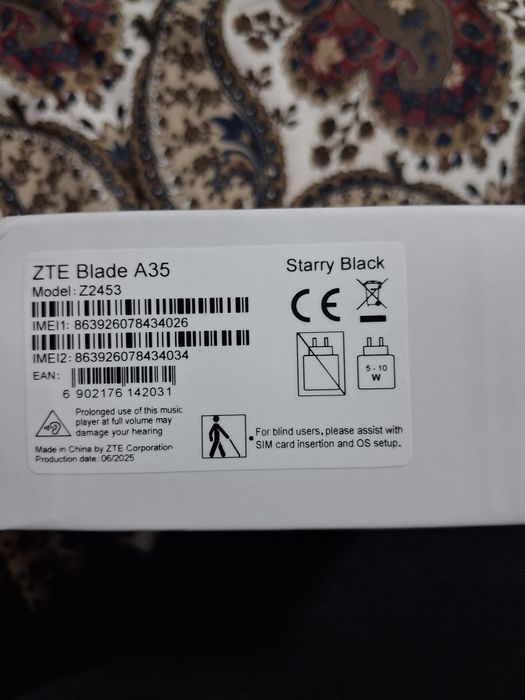 ZTE Blade A35
Starry Black
Model: Z2453
IMEI1: 863926078434026
IMEI2: 863926078434034
EAN:
6 902176 142031
CE
5 - 10
W
Prolonged use of this music
player at full volume may
damage your hearing
Made in China by ZTE Corporation
Production date: 06/2025
For blind users, please assist with
SIM card insertion and OS setup.